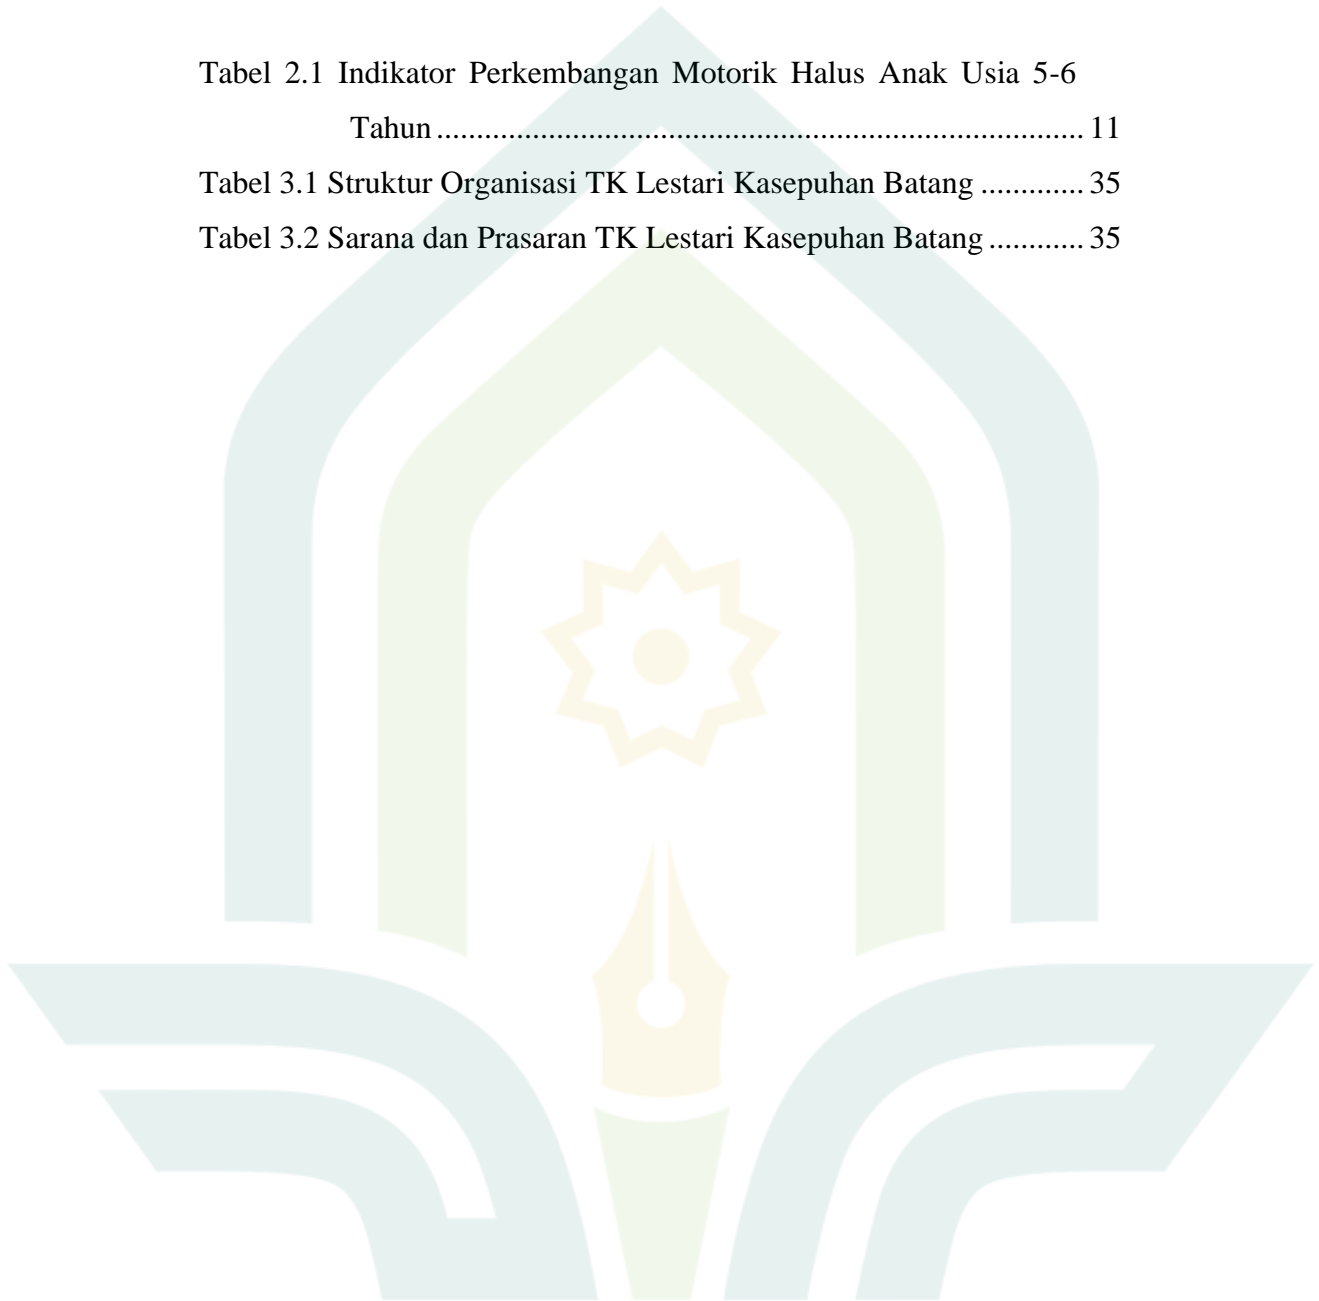 Tabel 2.1 Indikator Perkembangan Motorik Halus Anak Usia 5-6
Tahun ................................................................................ 11
Tabel 3.1 Struktur Organisasi TK Lestari Kasepuhan Batang ............. 35
Tabel 3.2 Sarana dan Prasaran TK Lestari Kasepuhan Batang ............ 35